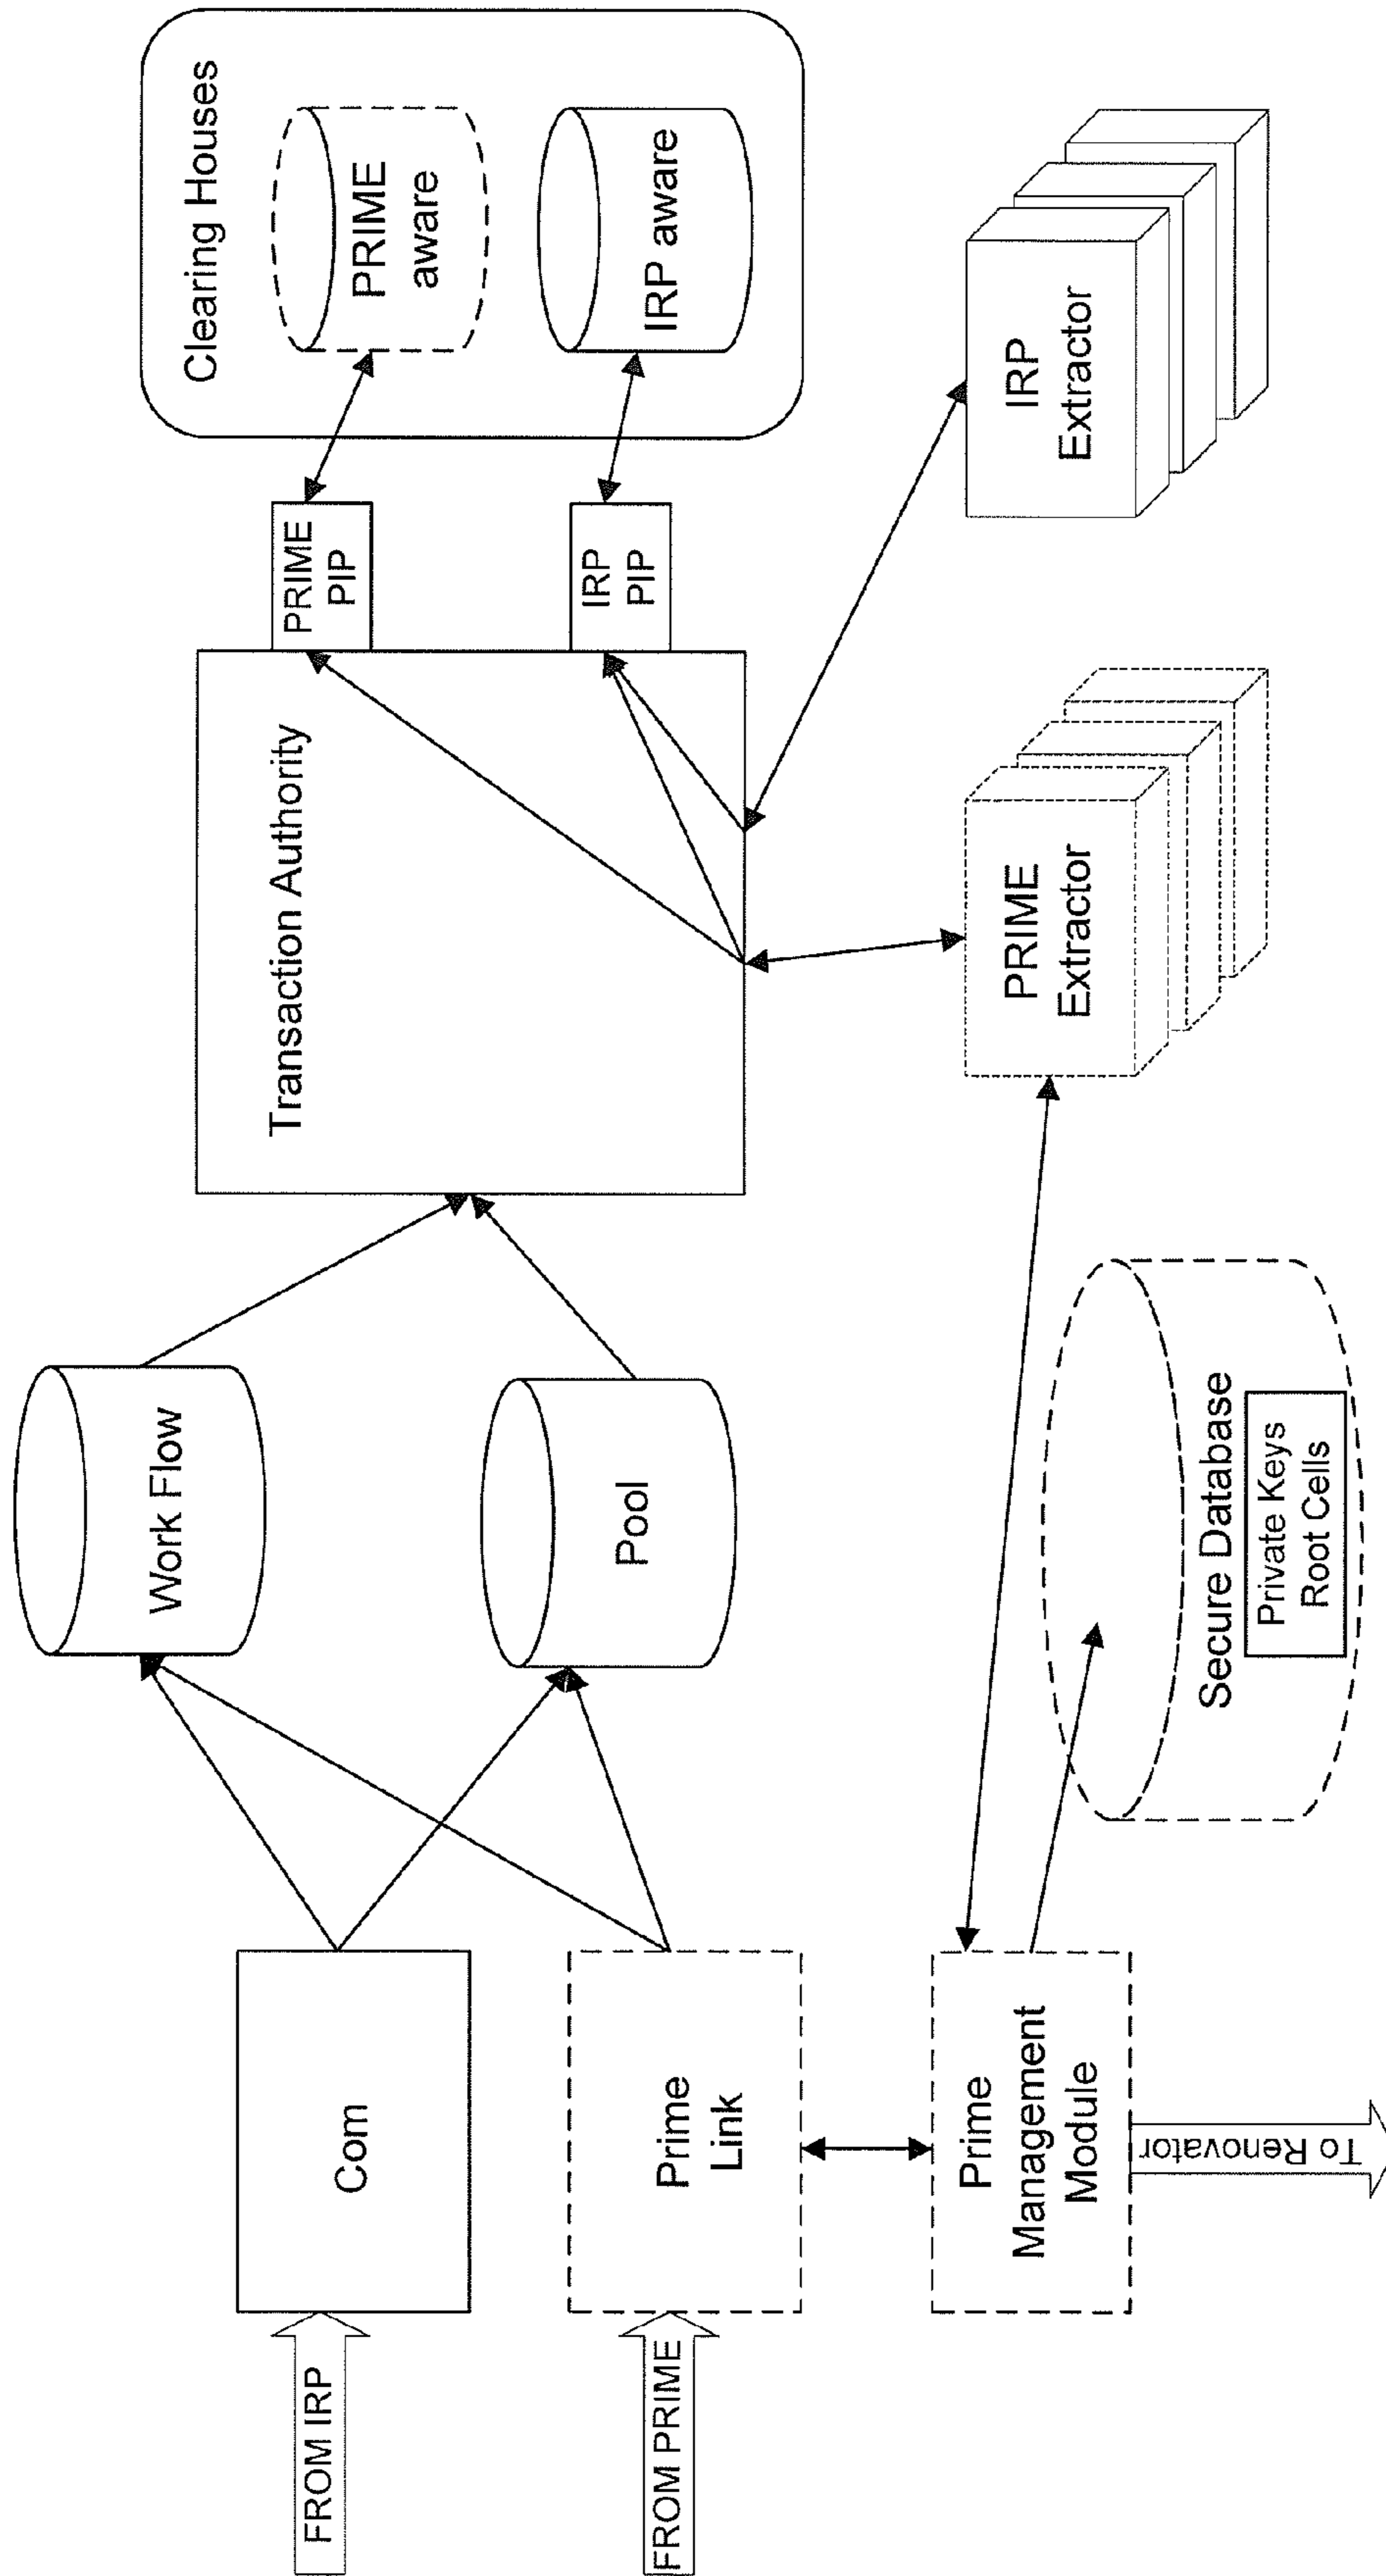 FROM IRP
Com
FROM PRIME
Prime
Link
Prime
Management
Module
To Renovator
Work Flow
Pool
Secure Database
Private Keys
Root Cells
Transaction Authority
PRIME
PIP
IRP
PIP
PRIME
Extractor
IRP
Extractor
Clearing Houses
PRIME
aware
IRP aware